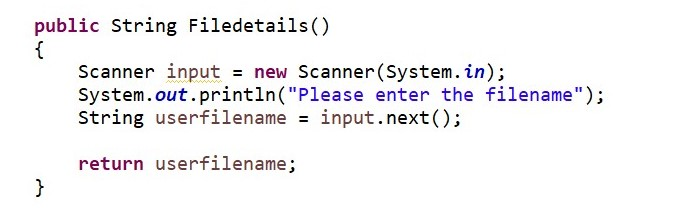 public String Filedetails()
{
    Scanner input = new Scanner(System.in);
    System.out.println("Please enter the filename");
    String userfilename = input.next();

    return userfilename;
}